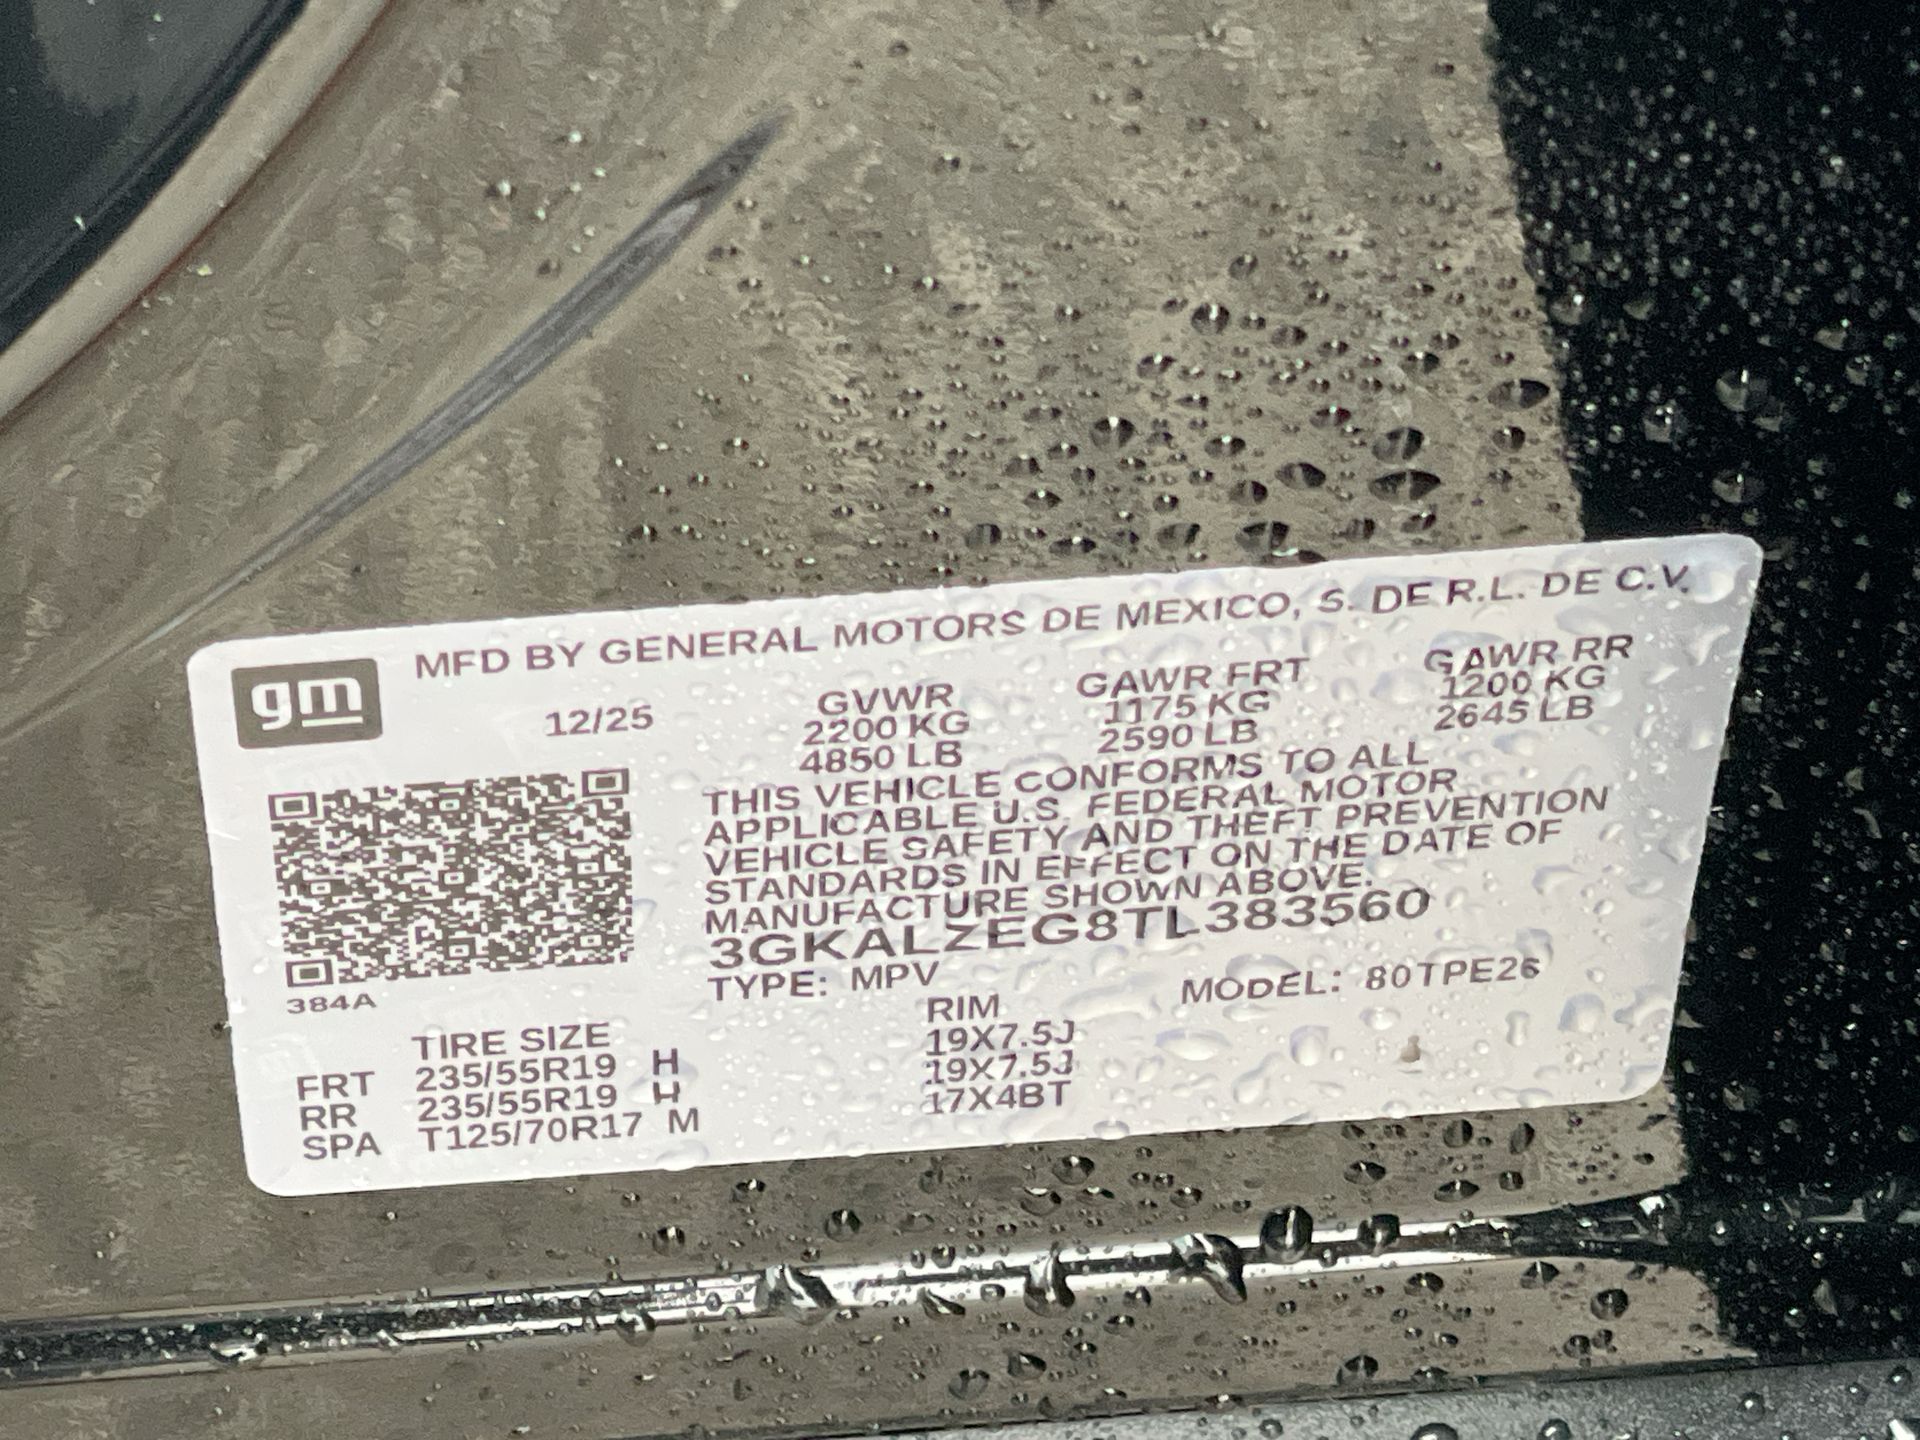 MFD BY GENERAL MOTORS DE MEXICO, S. DE R.L. DE C.V.
gm
12/25
GVWR
2200 KG
4850 LB
GAWR FRT
1175 KG
2590 LB
GAWR RR
1200 KG
2645 LB
THIS VEHICLE CONFORMS TO ALL
APPLICABLE U.S. FEDERAL MOTOR
VEHICLE SAFETY AND THEFT PREVENTION
STANDARDS IN EFFECT ON THE DATE OF
MANUFACTURE SHOWN ABOVE.
3GKALZEG8TL383560
TYPE: MPV MODEL: 80TPE26
384A
TIRE SIZE RIM
FRT 235/55R19 H 19X7.5J
RR 235/55R19 H 19X7.5J
SPA T125/70R17 M 17X4BT